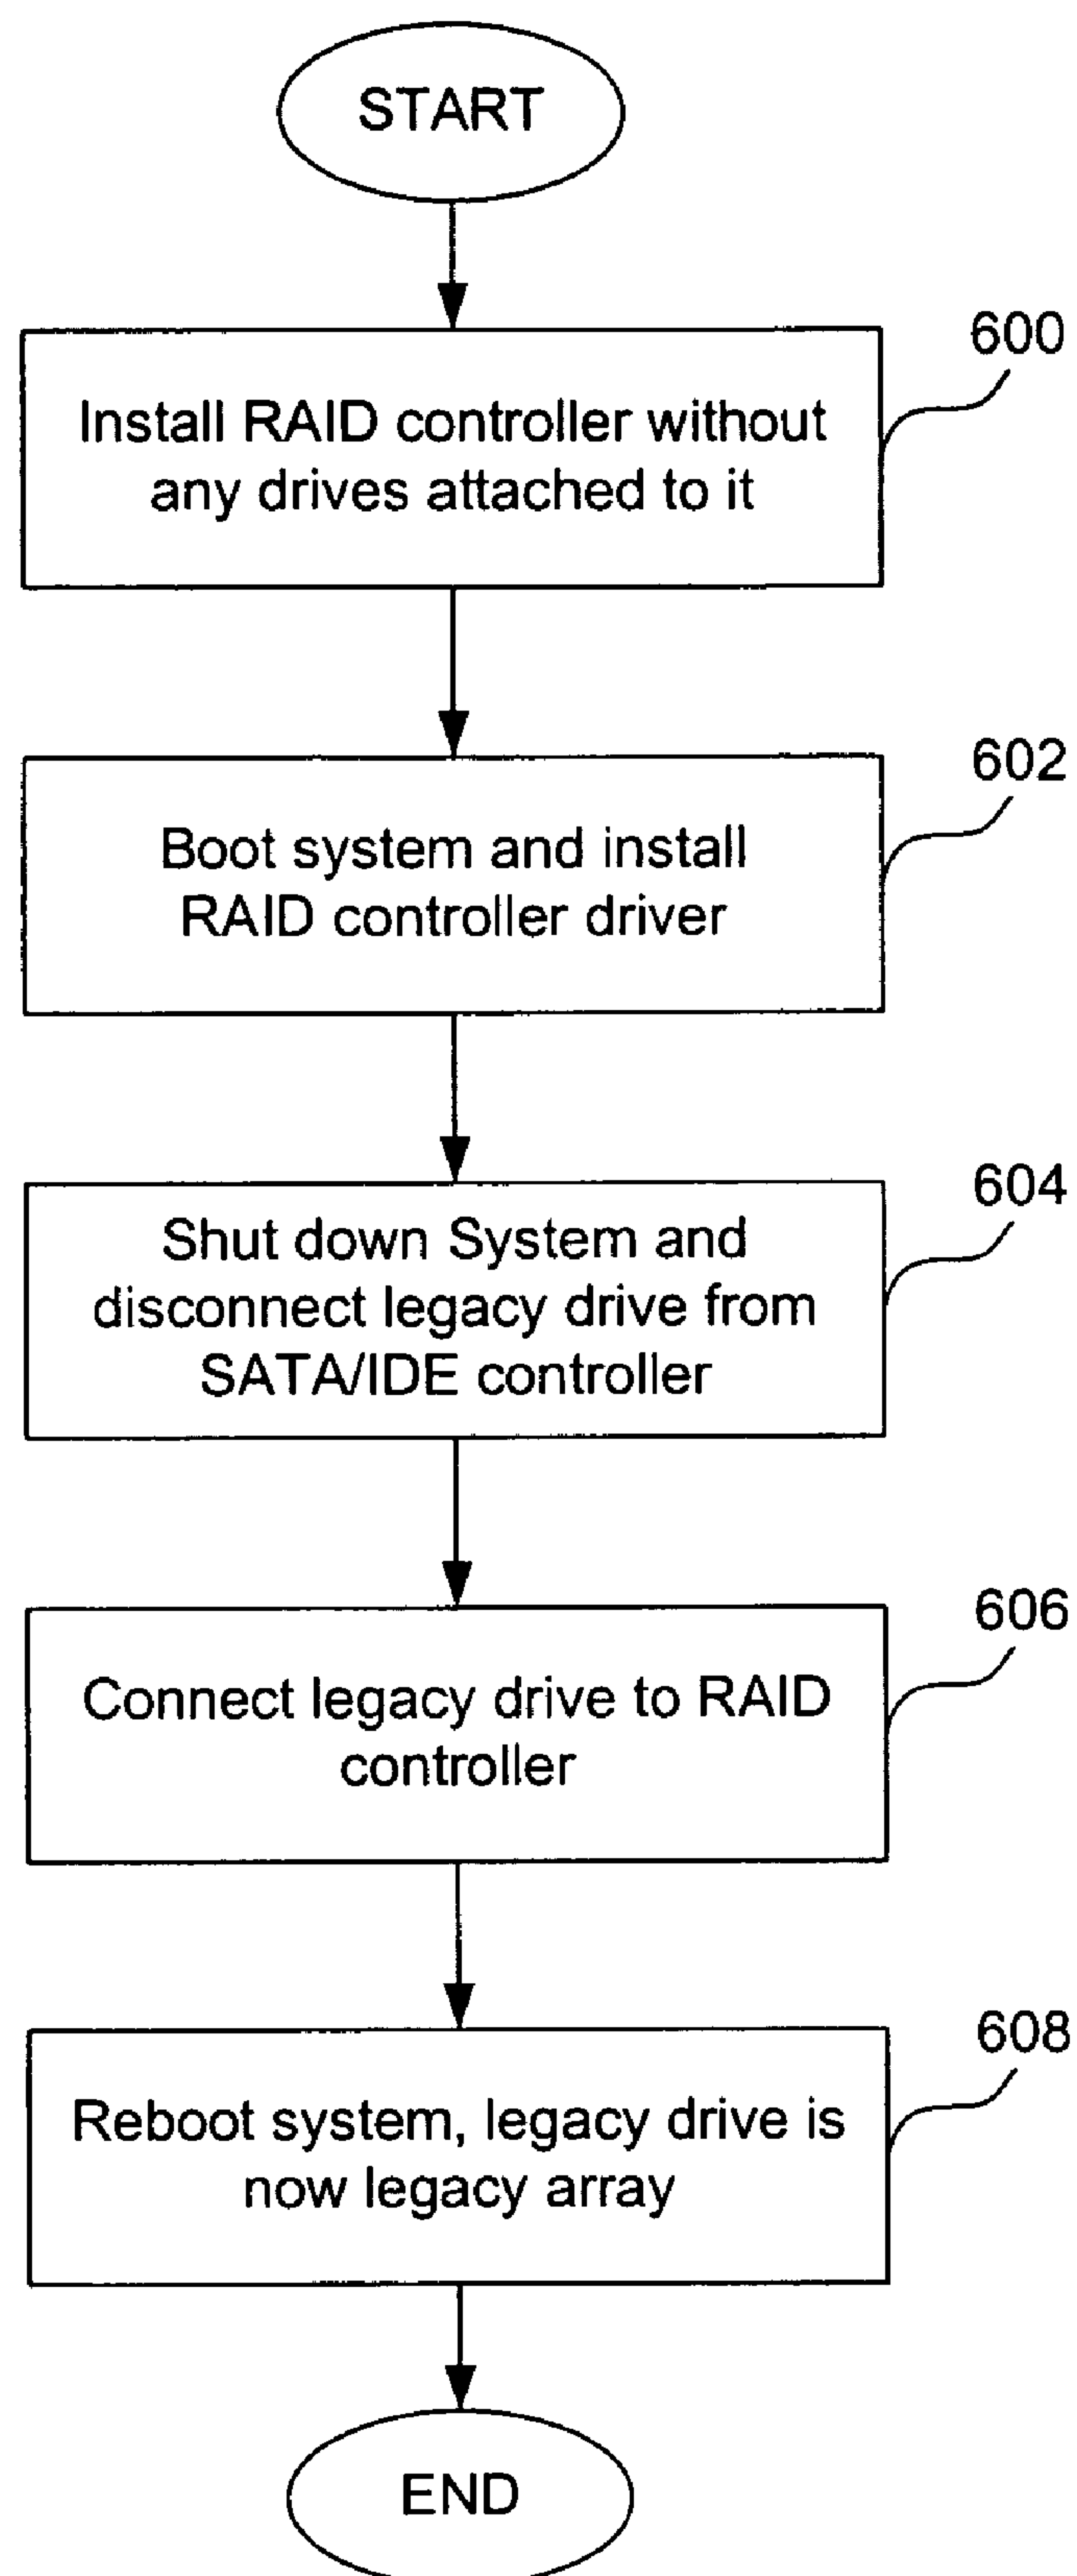 START
600
Install RAID controller without
any drives attached to it
602
Boot system and install
RAID controller driver
604
Shut down System and
disconnect legacy drive from
SATA/IDE controller
606
Connect legacy drive to RAID
controller
608
Reboot system, legacy drive is
now legacy array
END